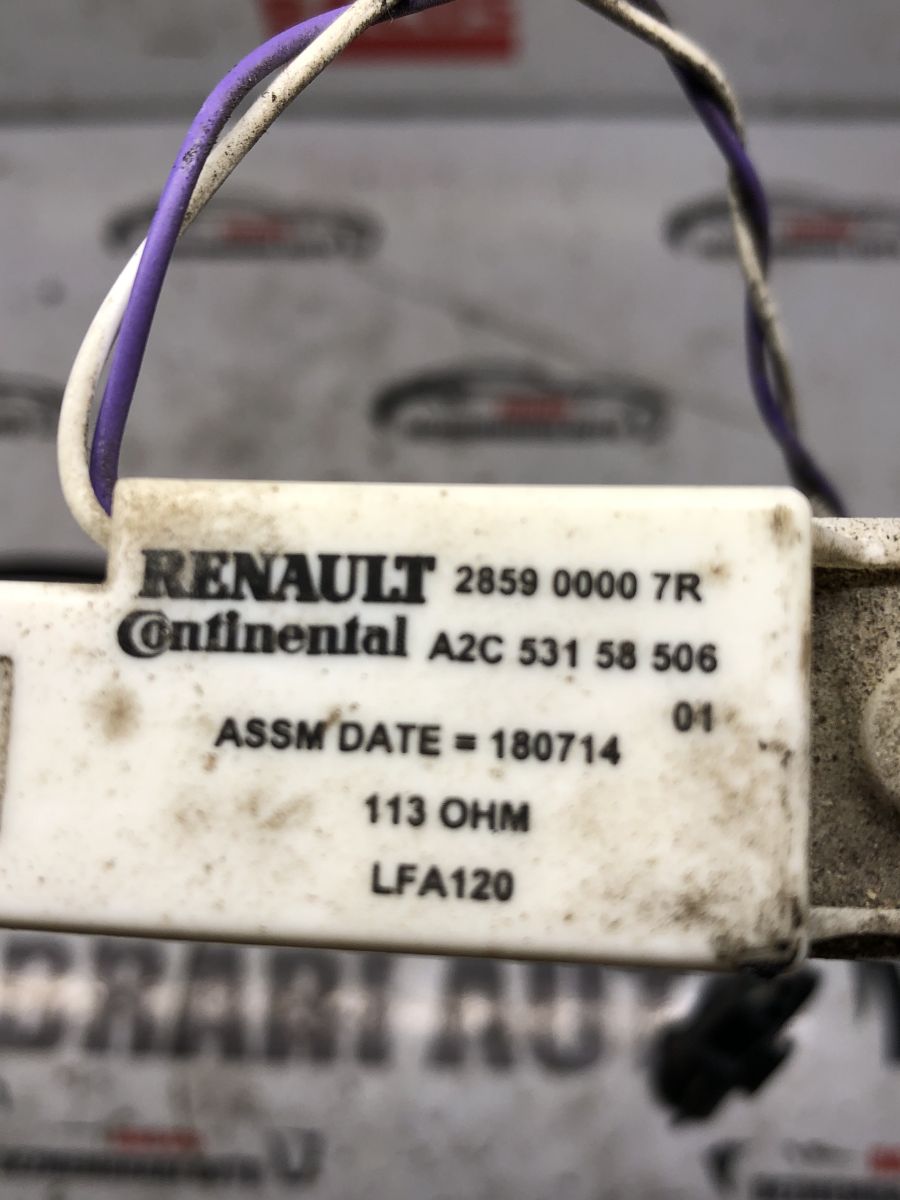 RENAULT 2859 0000 7R
Continental A2C 531 58 506
01
ASSM DATE = 180714
113 OHM
LFA120